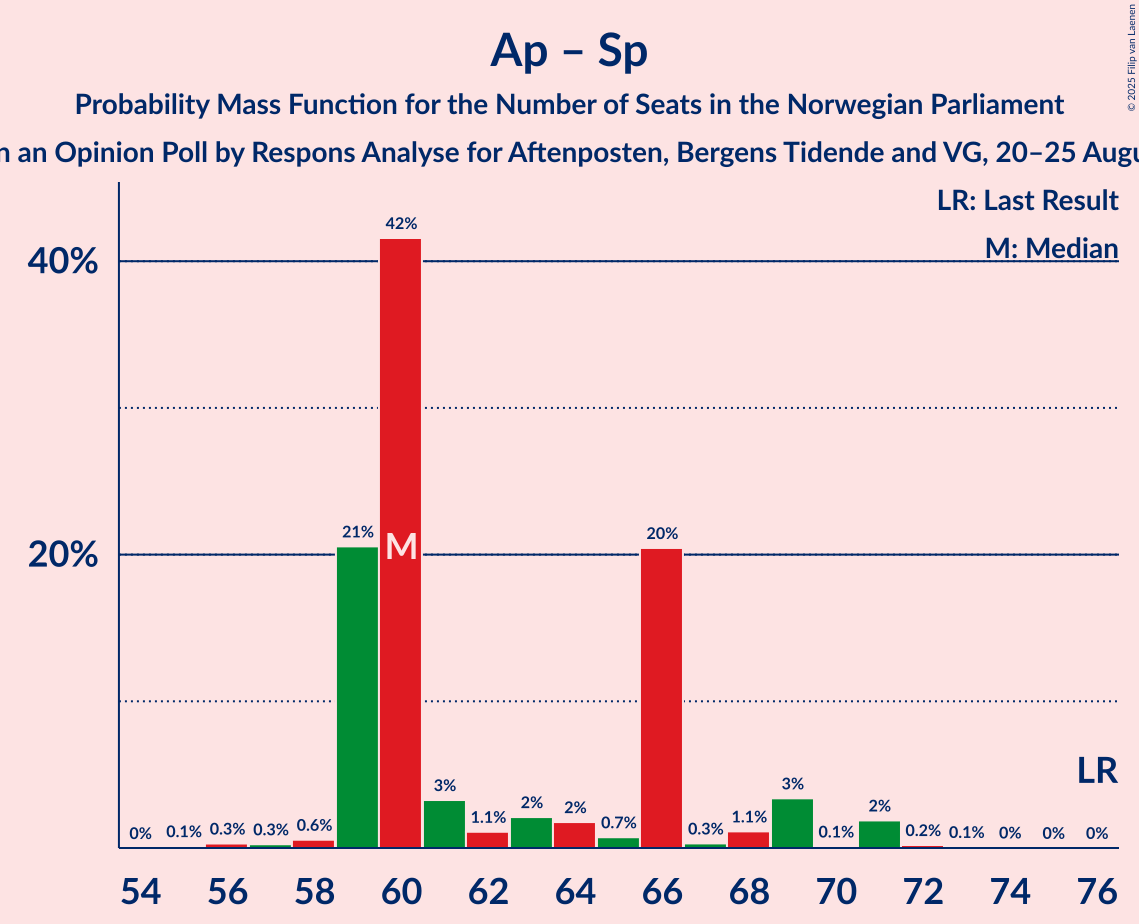 © 2025 Filip van Laenen
Ap – Sp
Probability Mass Function for the Number of Seats in the Norwegian Parliament
an Opinion Poll by Respons Analyse for Aftenposten, Bergens Tidende and VG, 20–25
LR: Last Result
M: Median
40%
20%
42%
21%
M
20%
LR
0% 0.1% 0.3% 0.3% 0.6% 3% 1.1% 2% 2% 0.7% 0.3% 1.1% 3% 0.1% 2% 0.2% 0.1% 0% 0% 0%
54 56 58 60 62 64 66 68 70 72 74 76